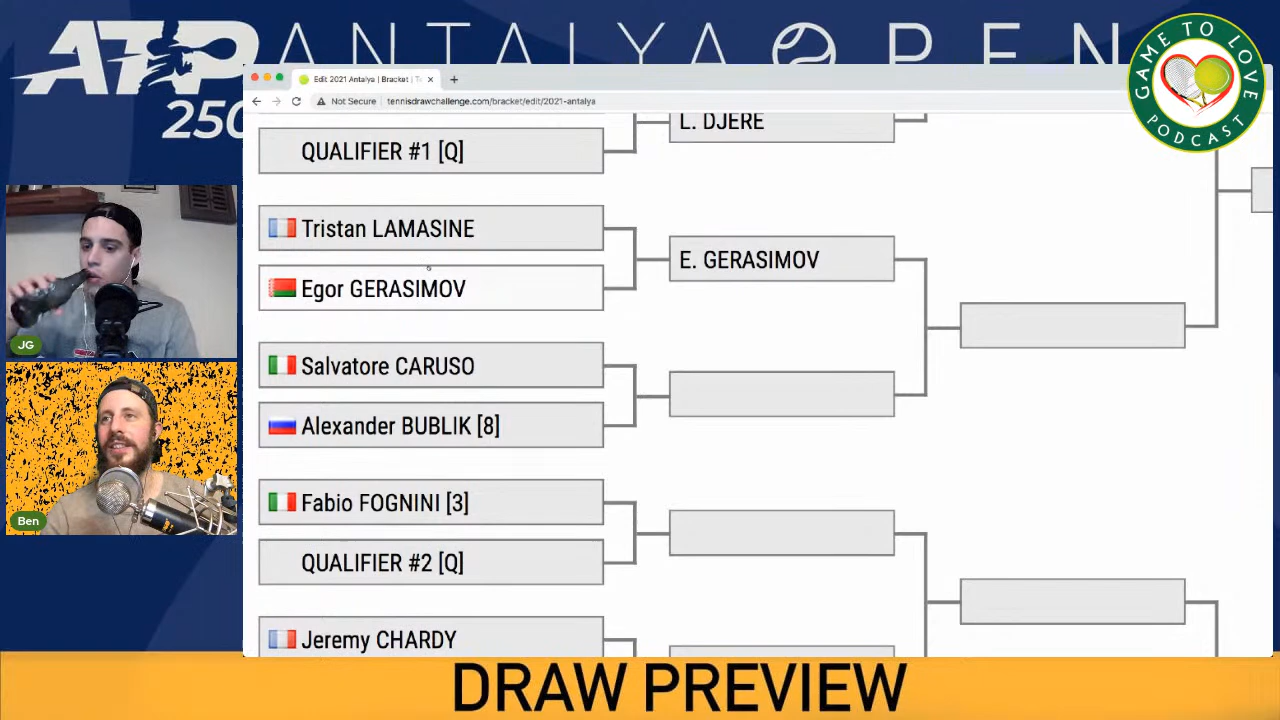 ATP
250
ANTALYA OPEN
GAME TO LOVE
PODCAST
Edit 2021 Antalya | Bracket | Te
Not Secure | tennisdrawchallenge.com/bracket/edit/2021-antalya
L. DJERE
QUALIFIER #1 [Q]
Tristan LAMASINE
E. GERASIMOV
Egor GERASIMOV
Salvatore CARUSO
Alexander BUBLIK [8]
Fabio FOGNINI [3]
QUALIFIER #2 [Q]
Jeremy CHARDY
JG
Ben
DRAW PREVIEW